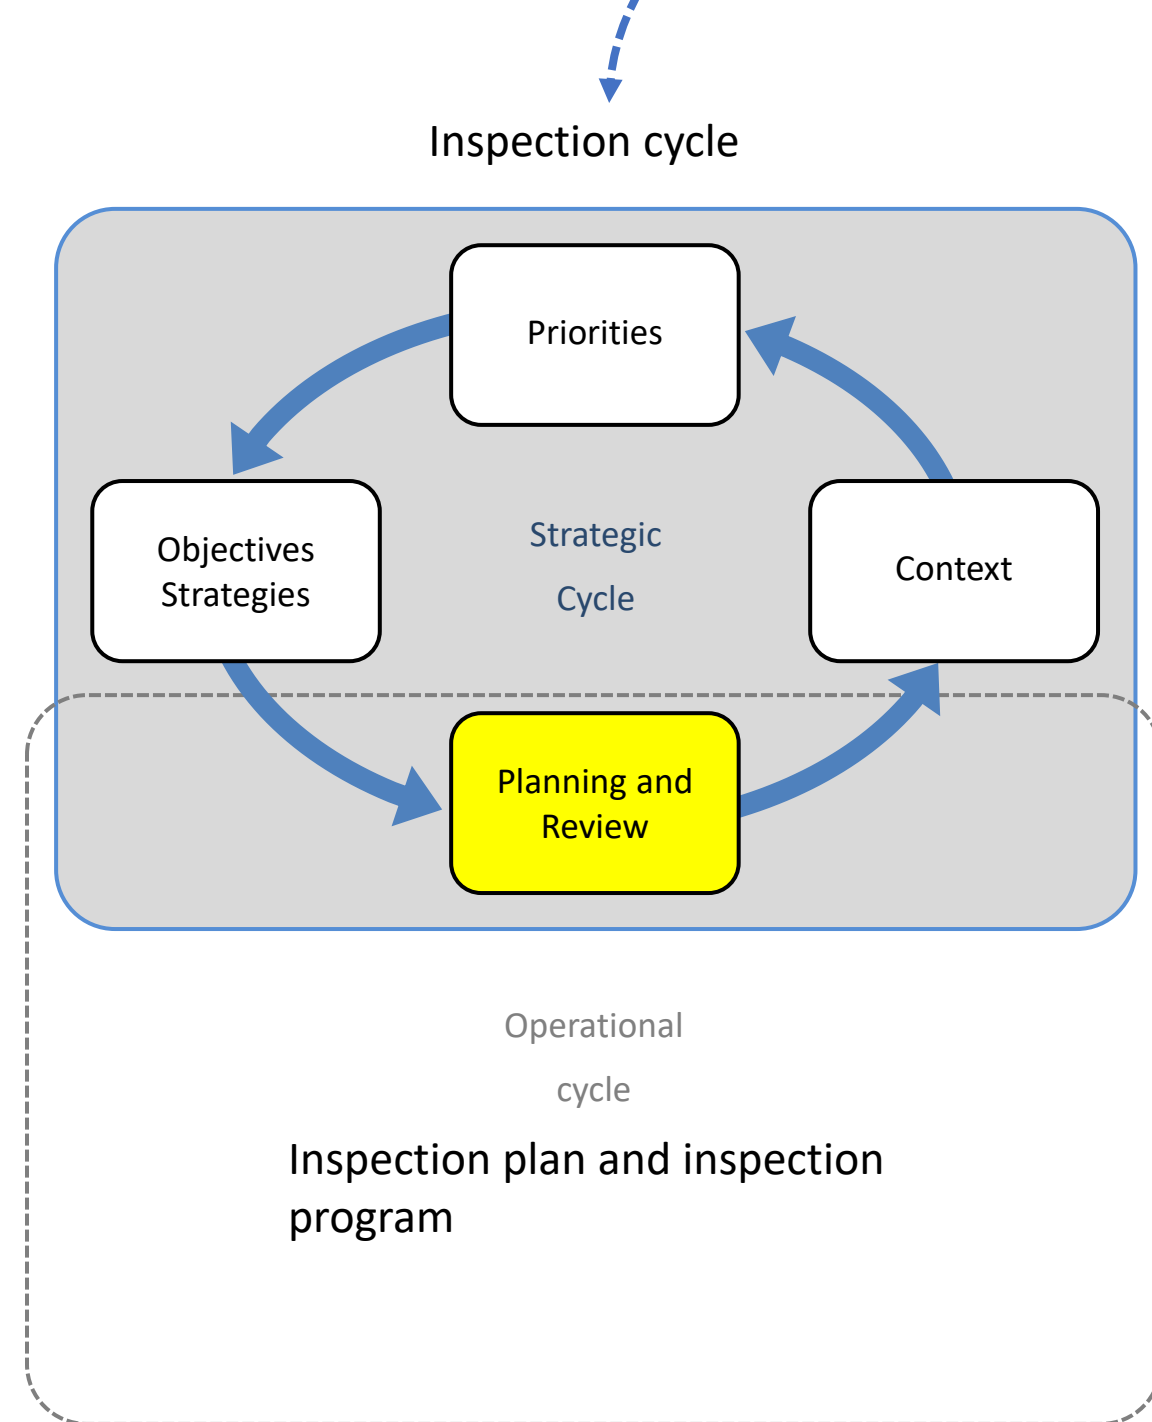 Inspection cycle
Priorities
Objectives
Strategies
Strategic
Cycle
Context
Planning and
Review
Operational
cycle
Inspection plan and inspection
program